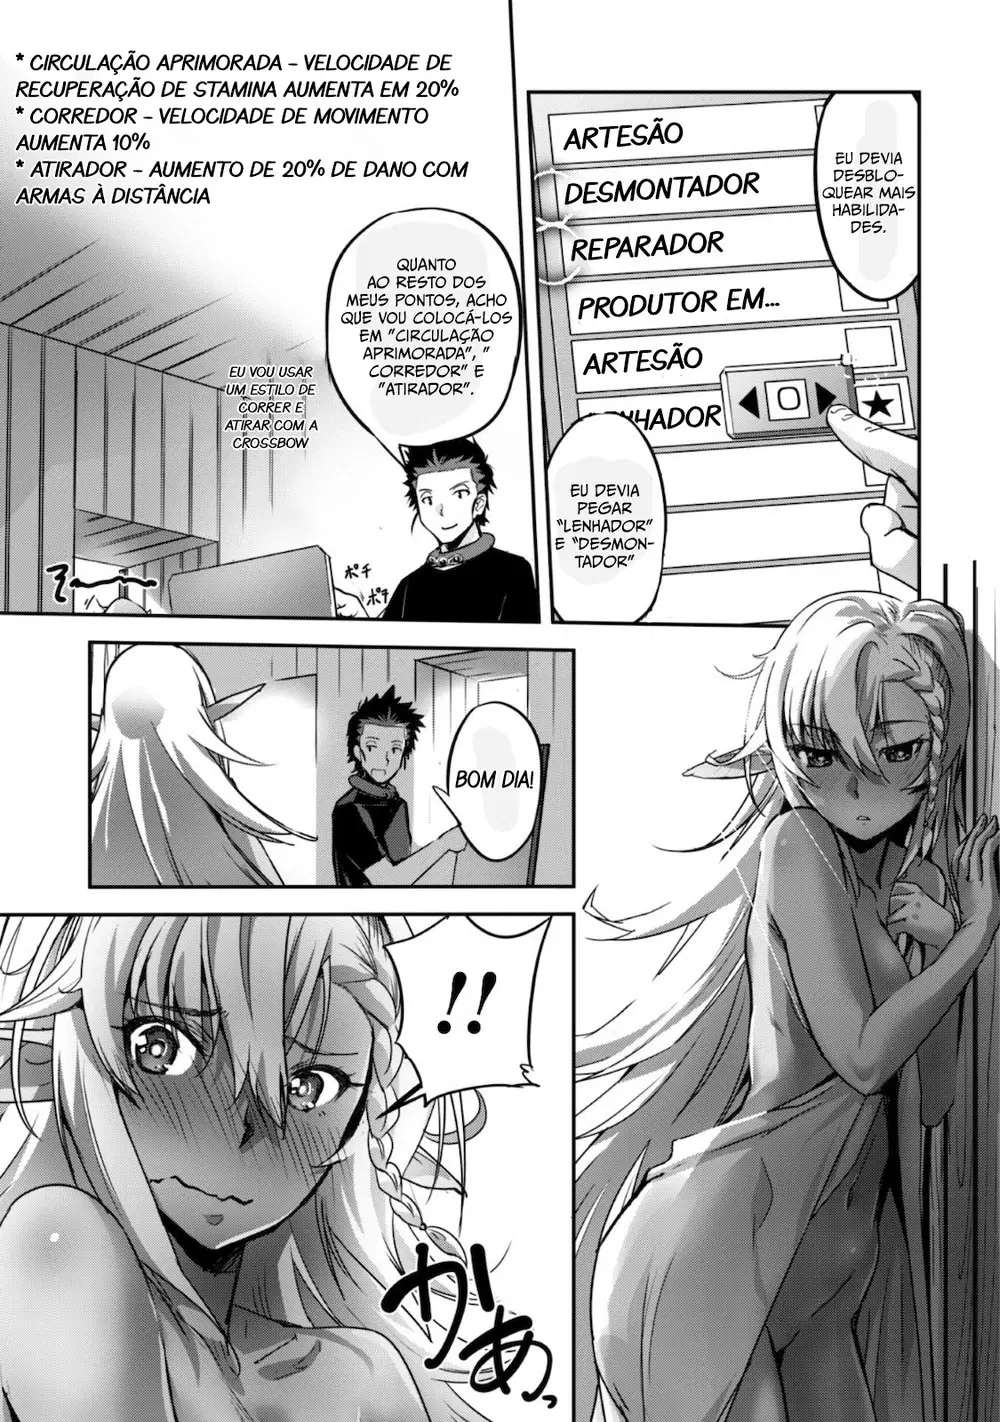 EU DEVIA
DESBLO-
QUEAR MAIS
HABILIDA-
DES.
ARTESÃO
DESMONTADOR
REPARADOR
PRODUTOR EM...
ARTESÃO
LENHADOR
EU DEVIA
PEGAR
"LENHADOR"
E "DESMON-
TADOR"
* CIRCULAÇÃO APRIMORADA - VELOCIDADE DE
RECUPERAÇÃO DE STAMINA AUMENTA EM 20%
* CORREDOR - VELOCIDADE DE MOVIMENTO
AUMENTA 10%
* ATIRADOR - AUMENTO DE 20% DE DANO COM
ARMAS À DISTÂNCIA
QUANTO
AO RESTO DOS
MEUS PONTOS, ACHO
QUE VOU COLOCÁ-LOS
EM "CIRCULAÇÃO
APRIMORADA", "
CORREDOR" E
"ATIRADOR".
EU VOU USAR
UM ESTILO DE
CORRER E
ATIRAR COM A
CROSSBOW
ポチ
ポチ
BOM DIA!
!!
かあっ